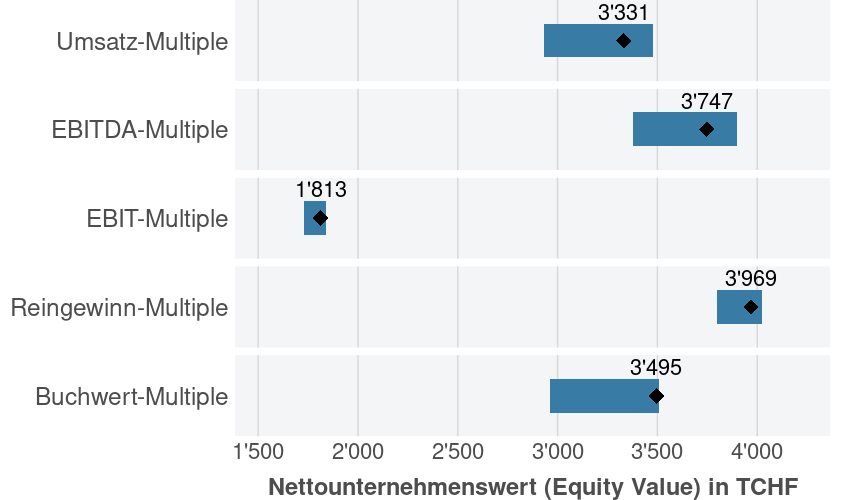 3'331
Umsatz-Multiple
3'747
EBITDA-Multiple
1'813
EBIT-Multiple
3'969
Reingewinn-Multiple
3'495
Buchwert-Multiple
1'500 2'000 2'500 3'000 3'500 4'000
Nettounternehmenswert (Equity Value) in TCHF